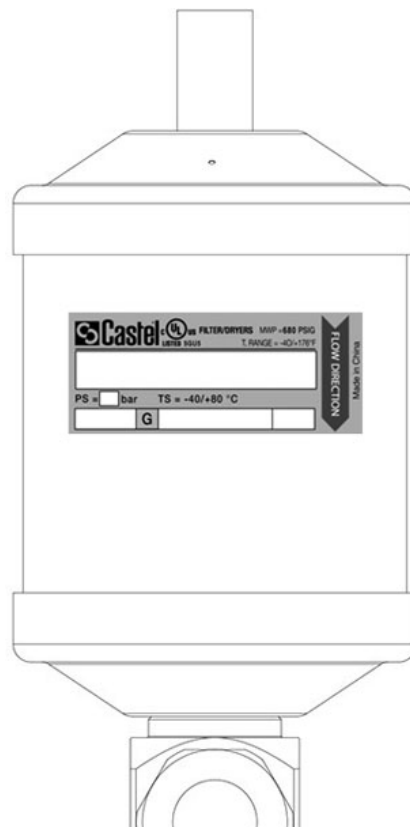 Castel c UL US FILTER/DRYERS MWP =680 PSIG
LISTED SGUS T. RANGE = -40/+176°F
PS = bar TS = -40/+80 °C
G
FLOW DIRECTION
Made in China